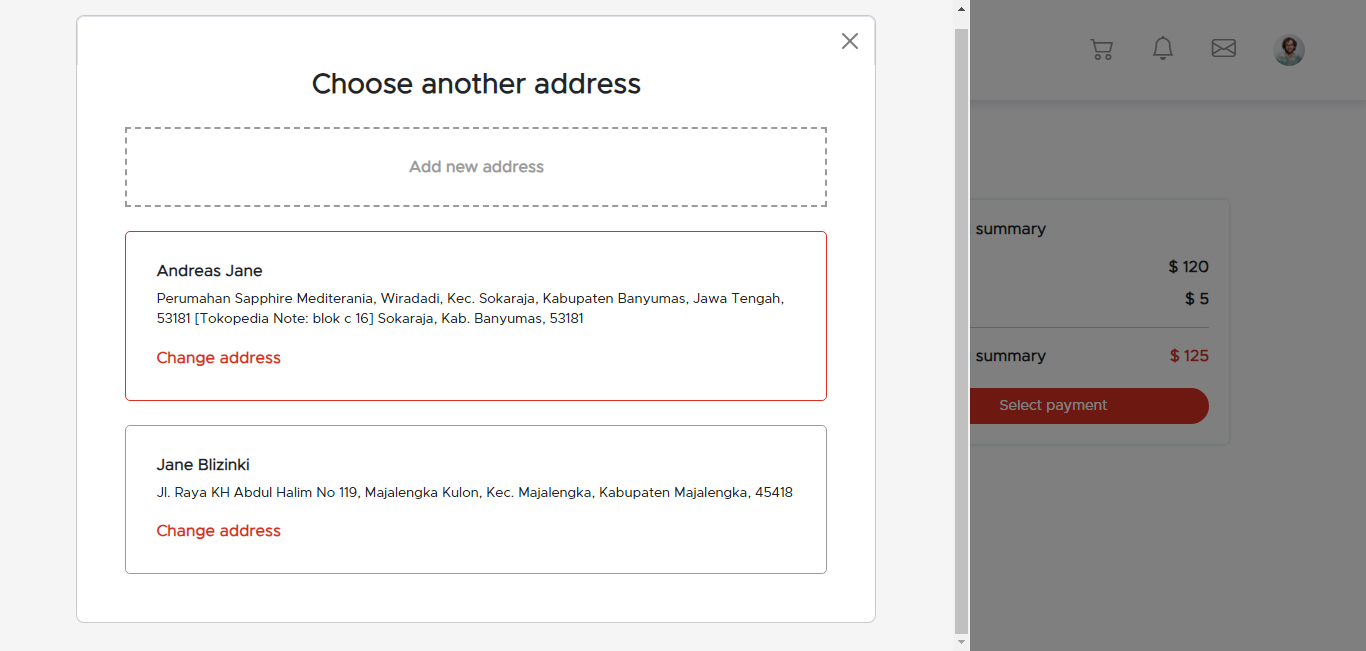 Choose another address
Add new address
Andreas Jane
Perumahan Sapphire Mediterania, Wiradadi, Kec. Sokaraja, Kabupaten Banyumas, Jawa Tengah,
53181 [Tokopedia Note: blok c 16] Sokaraja, Kab. Banyumas, 53181
Change address
Jane Blizinki
Jl. Raya KH Abdul Halim No 119, Majalengka Kulon, Kec. Majalengka, Kabupaten Majalengka, 45418
Change address
summary
$ 120
$ 5
summary $ 125
Select payment